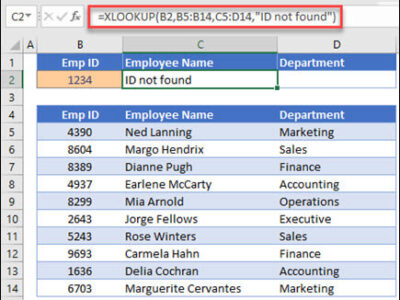 C2 =XLOOKUP(B2,B5:B14,C5:D14,"ID not found")
A B C D
1 Emp ID Employee Name Department
2 1234 ID not found
3
4 Emp ID Employee Name Department
5 4390 Ned Lanning Marketing
6 8604 Margo Hendrix Sales
7 8389 Dianne Pugh Finance
8 4937 Earlene McCarty Accounting
9 8299 Mia Arnold Operations
10 2643 Jorge Fellows Executive
11 5243 Rose Winters Sales
12 9693 Carmela Hahn Finance
13 1636 Delia Cochran Accounting
14 6703 Marguerite Cervantes Marketing